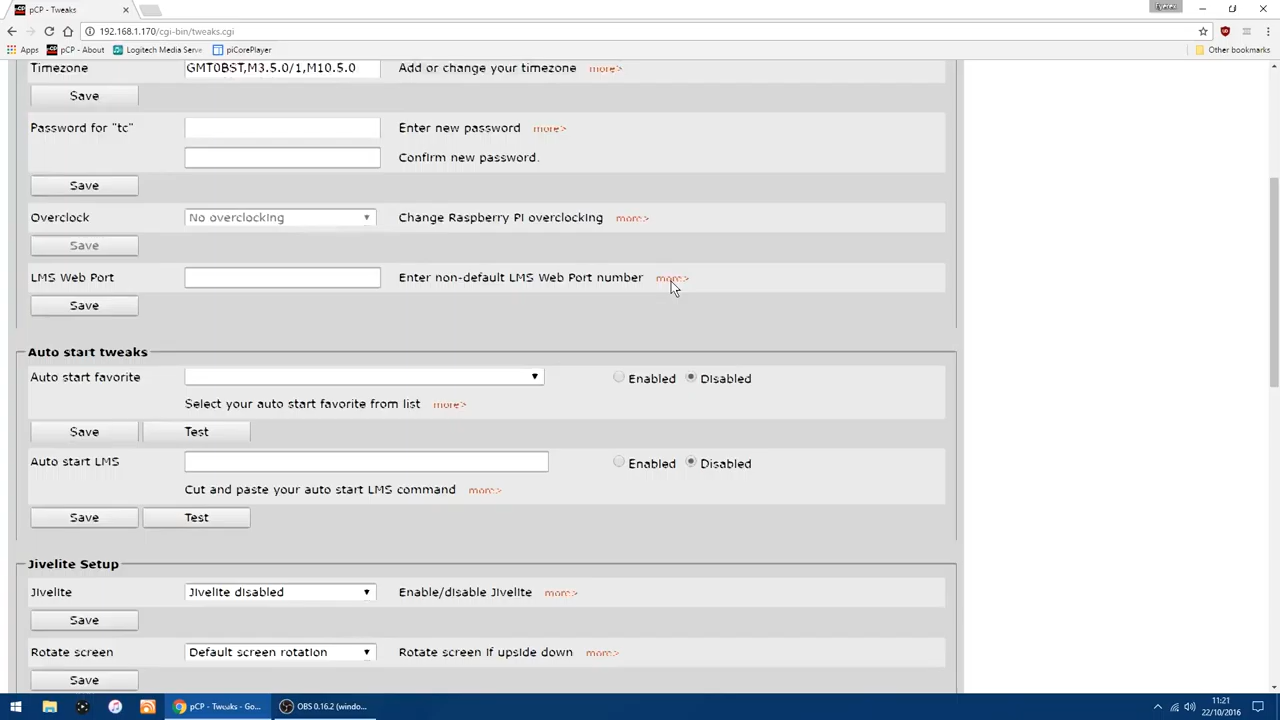 pCP - Tweaks
Eyerex
192.168.1.170/cgi-bin/tweaks.cgi
Apps
pCP - About
Logitech Media Serve
piCorePlayer
Other bookmarks
Timezone
GMT0BST,M3.5.0/1,M10.5.0
Add or change your timezone more>
Save
Password for "tc"
Enter new password more>
Confirm new password.
Save
Overclock
No overclocking
Change Raspberry Pi overclocking more>
Save
LMS Web Port
Enter non-default LMS Web Port number more>
Save
Auto start tweaks
Auto start favorite
Enabled
Disabled
Select your auto start favorite from list more>
Save
Test
Auto start LMS
Enabled
Disabled
Cut and paste your auto start LMS command more>
Save
Test
Jivelite Setup
Jivelite
Jivelite disabled
Enable/disable Jivelite more>
Save
Rotate screen
Default screen rotation
Rotate screen if upside down more>
Save
pCP - Tweaks - Go...
OBS 0.16.2 (windo...
11:21
22/10/2016